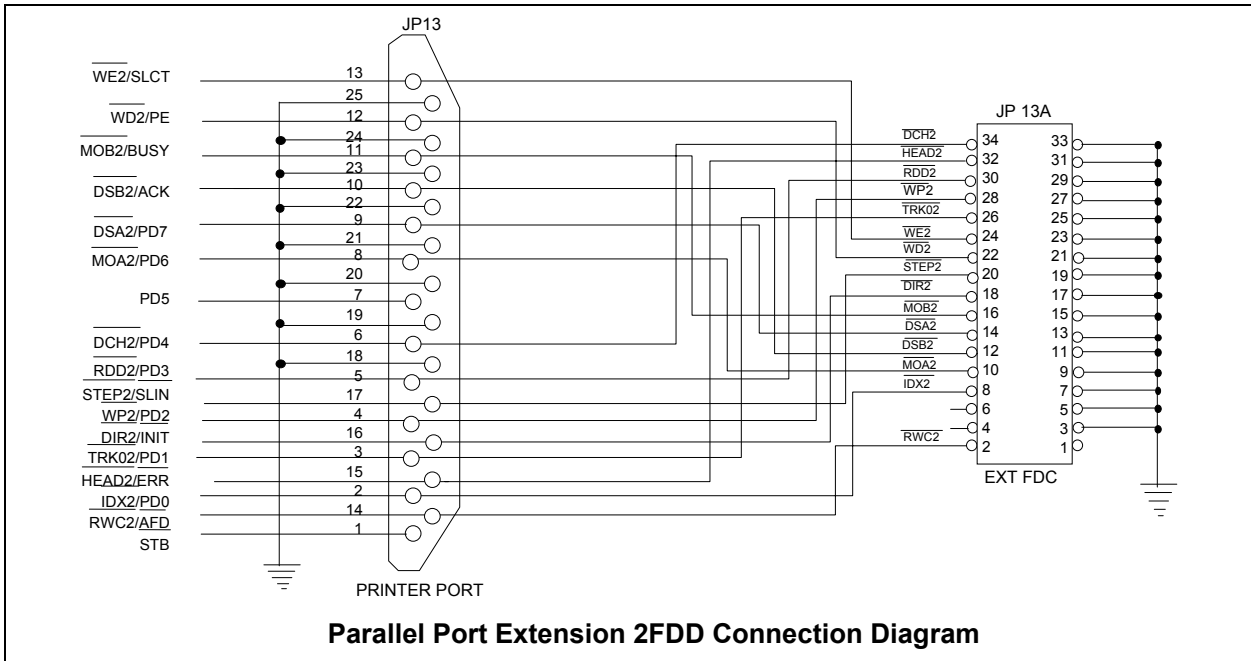 JP13
WE2/SLCT 13
25
WD2/PE 12
24
MOB2/BUSY 11
23
DSB2/ACK 10
22
DSA2/PD7 9
21
MOA2/PD6 8
20
PD5 7
19
DCH2/PD4 6
18
RDD2/PD3 5
STEP2/SLIN 17
WP2/PD2 4
DIR2/INIT 16
TRK02/PD1 3
HEAD2/ERR 15
IDX2/PD0 2
RWC2/AFD 14
STB 1
PRINTER PORT
JP 13A
DCH2 34 33
HEAD2 32 31
RDD2 30 29
WP2 28 27
TRK02 26 25
WE2 24 23
WD2 22 21
STEP2 20 19
DIR2 18 17
MOB2 16 15
DSA2 14 13
DSB2 12 11
MOA2 10 9
IDX2 8 7
6 5
4 3
RWC2 2 1
EXT FDC
Parallel Port Extension 2FDD Connection Diagram